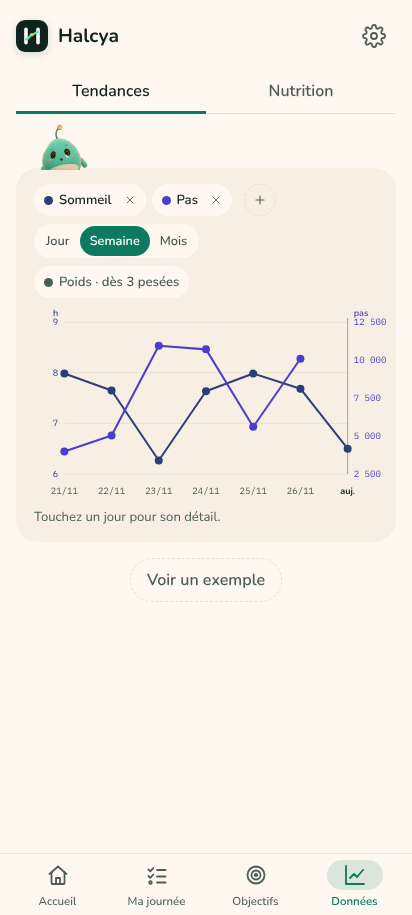 Halcya
Tendances Nutrition
Sommeil × Pas × +
Jour Semaine Mois
Poids · dès 3 pesées
h pas
9 12 500
10 000
8
7 500
7
5 000
6 2 500
21/11 22/11 23/11 24/11 25/11 26/11 auj.
Touchez un jour pour son détail.
Voir un exemple
Accueil Ma journée Objectifs Données